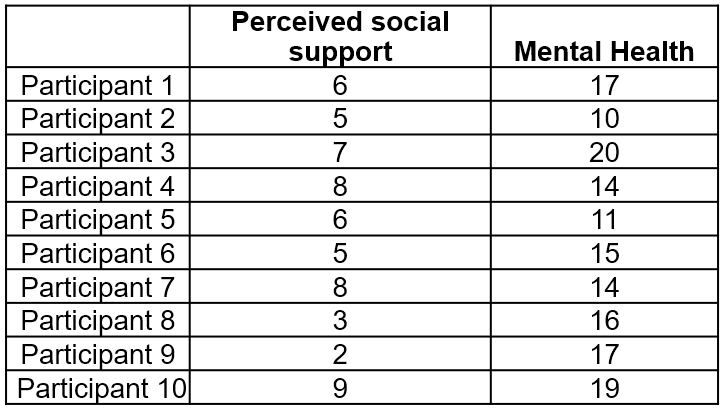 Perceived social
support Mental Health
Participant 1 6 17
Participant 2 5 10
Participant 3 7 20
Participant 4 8 14
Participant 5 6 11
Participant 6 5 15
Participant 7 8 14
Participant 8 3 16
Participant 9 2 17
Participant 10 9 19